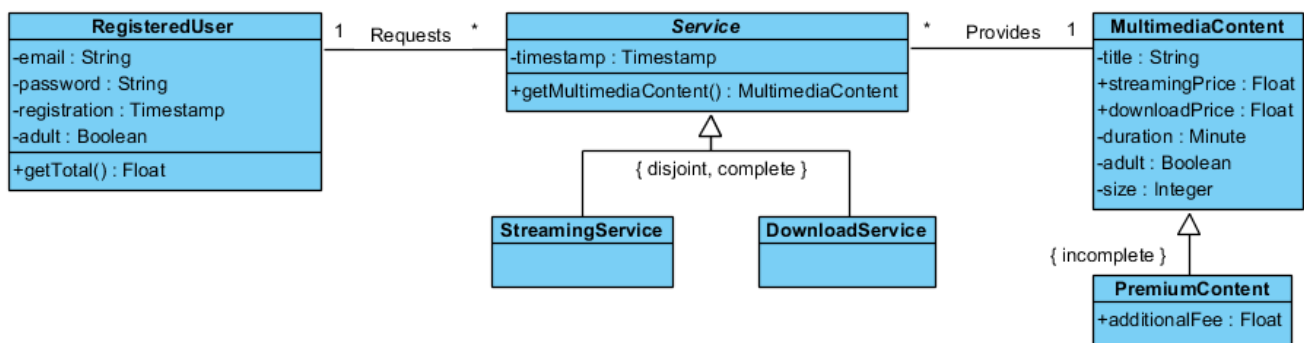 RegisteredUser
-email : String
-password : String
-registration : Timestamp
-adult : Boolean
+getTotal() : Float
1 Requests *
Service
-timestamp : Timestamp
+getMultimediaContent() : MultimediaContent
{ disjoint, complete }
StreamingService
DownloadService
* Provides 1
MultimediaContent
-title : String
+streamingPrice : Float
+downloadPrice : Float
-duration : Minute
-adult : Boolean
-size : Integer
{ incomplete }
PremiumContent
+additionalFee : Float